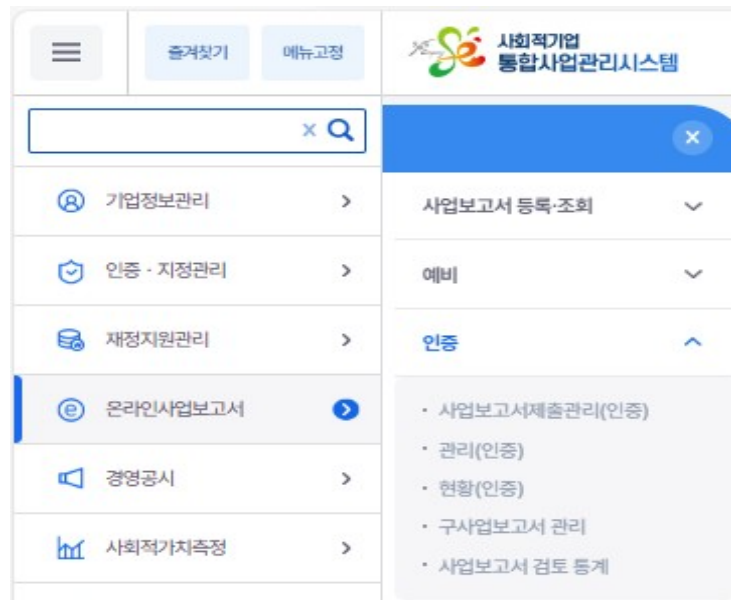 즐겨찾기
메뉴고정
사회적기업
통합사업관리시스템
기업정보관리
인증 · 지정관리
재정지원관리
온라인사업보고서
경영공시
사회적가치측정
사업보고서 등록·조회
예비
인증
· 사업보고서제출관리(인증)
· 관리(인증)
· 현황(인증)
· 구사업보고서 관리
· 사업보고서 검토 통계